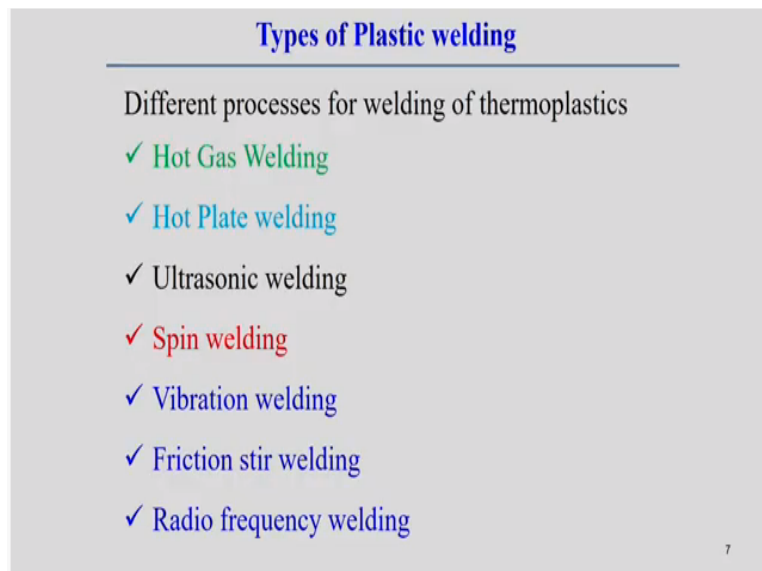 Types of Plastic welding
Different processes for welding of thermoplastics
✓ Hot Gas Welding
✓ Hot Plate welding
✓ Ultrasonic welding
✓ Spin welding
✓ Vibration welding
✓ Friction stir welding
✓ Radio frequency welding
7